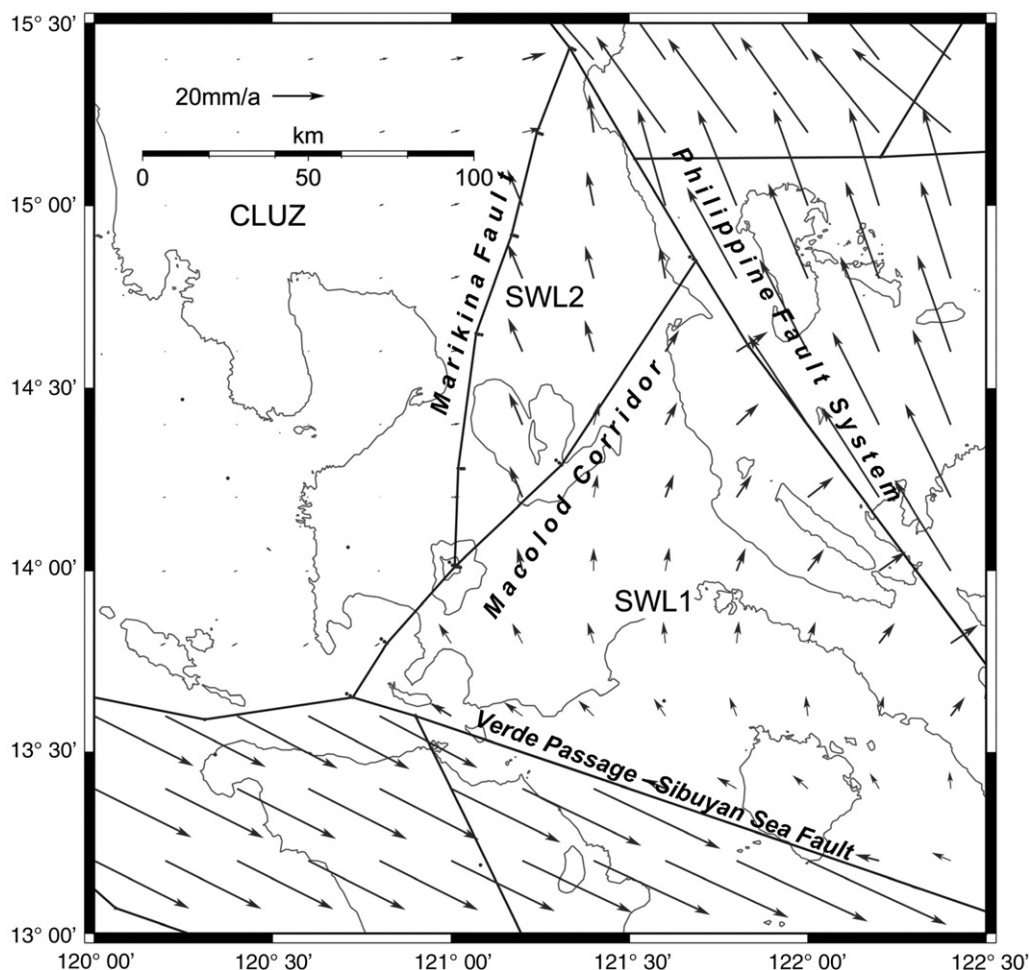 15° 30'
20mm/a
km
0 50 100
15° 00'
CLUZ
Marikina Fault
Philippine Fault System
SWL2
14° 30'
Macolod Corridor
14° 00'
SWL1
13° 30'
Verde Passage - Sibuyan Sea Fault
13° 00'
120° 00' 120° 30' 121° 00' 121° 30' 122° 00' 122° 30'